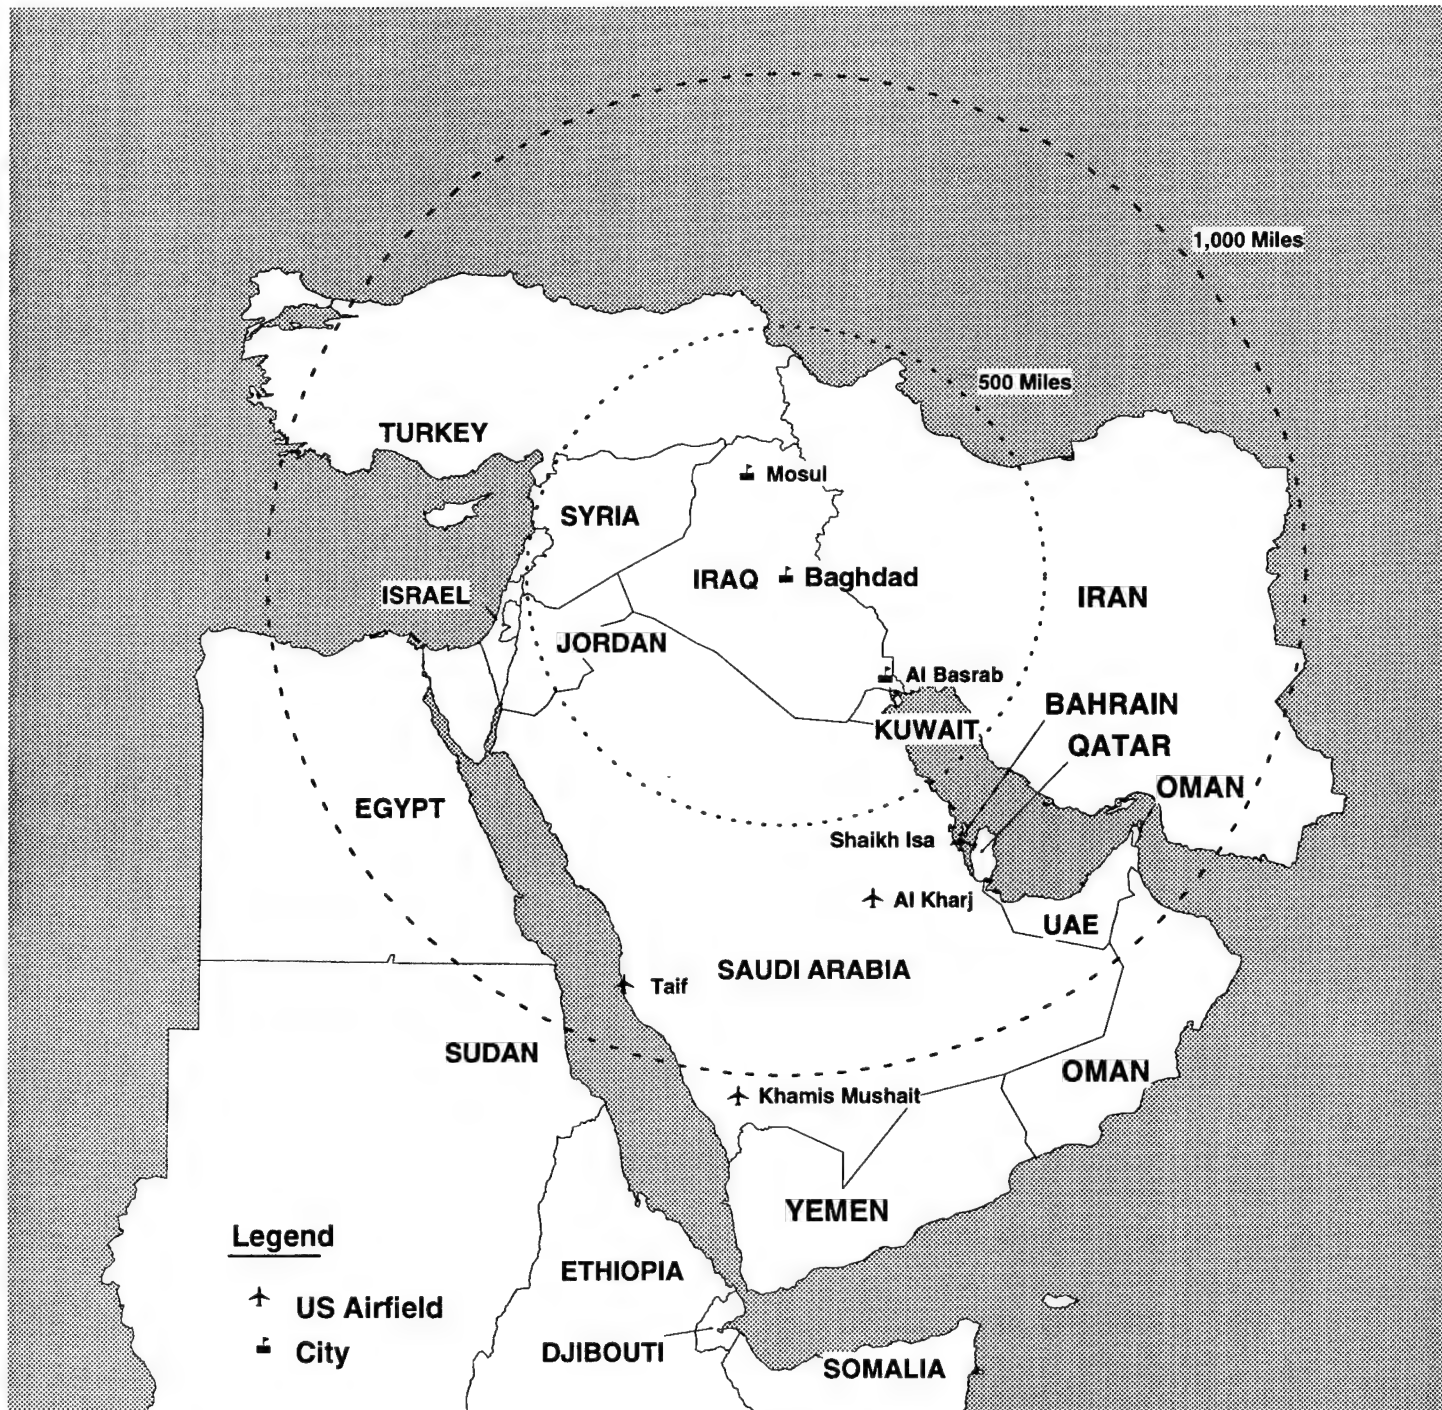 1,000 Miles
500 Miles
TURKEY
Mosul
SYRIA
IRAQ
Baghdad
ISRAEL
IRAN
JORDAN
Al Basrab
BAHRAIN
KUWAIT
QATAR
OMAN
EGYPT
Shaikh Isa
Al Kharj
UAE
SAUDI ARABIA
Taif
SUDAN
OMAN
Khamis Mushait
YEMEN
Legend
ETHIOPIA
US Airfield
DJIBOUTI
City
SOMALIA